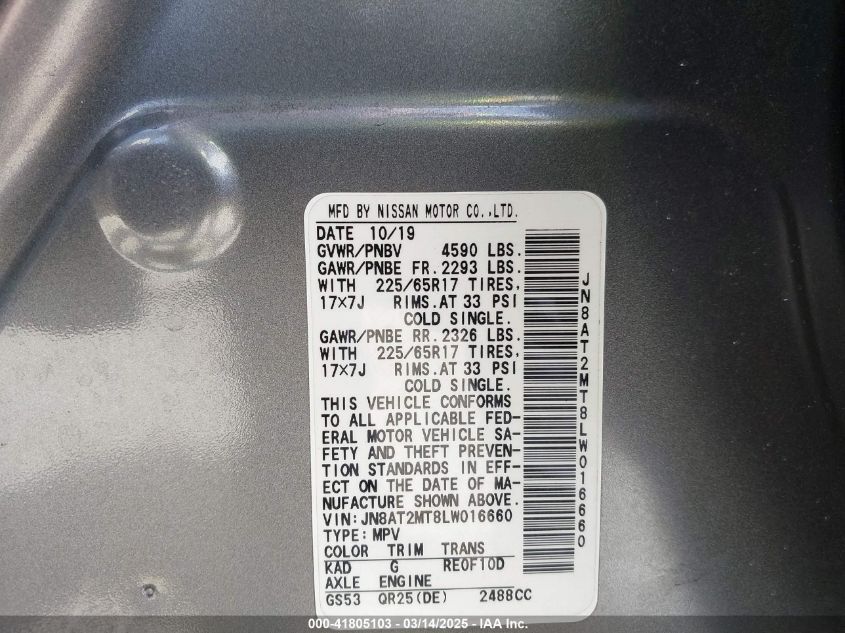 MFD BY NISSAN MOTOR CO.,LTD.
DATE 10/19
GVWR/PNBV 4590 LBS.
GAWR/PNBE FR. 2293 LBS.
WITH 225/65R17 TIRES,
17×7J RIMS.AT 33 PSI
COLD SINGLE.
GAWR/PNBE RR. 2326 LBS.
WITH 225/65R17 TIRES,
17×7J RIMS.AT 33 PSI
COLD SINGLE.
THIS VEHICLE CONFORMS
TO ALL APPLICABLE FED-
ERAL MOTOR VEHICLE SA-
FETY AND THEFT PREVEN-
TION STANDARDS IN EFF-
ECT ON THE DATE OF MA-
NUFACTURE SHOWN ABOVE.
VIN:JN8AT2MT8LW016660
TYPE:MPV
COLOR TRIM TRANS
KAD G RE0F10D
AXLE ENGINE
GS53 QR25(DE) 2488CC
JN8AT2MT8LW016660
000-41805103 - 03/14/2025 - IAA Inc.